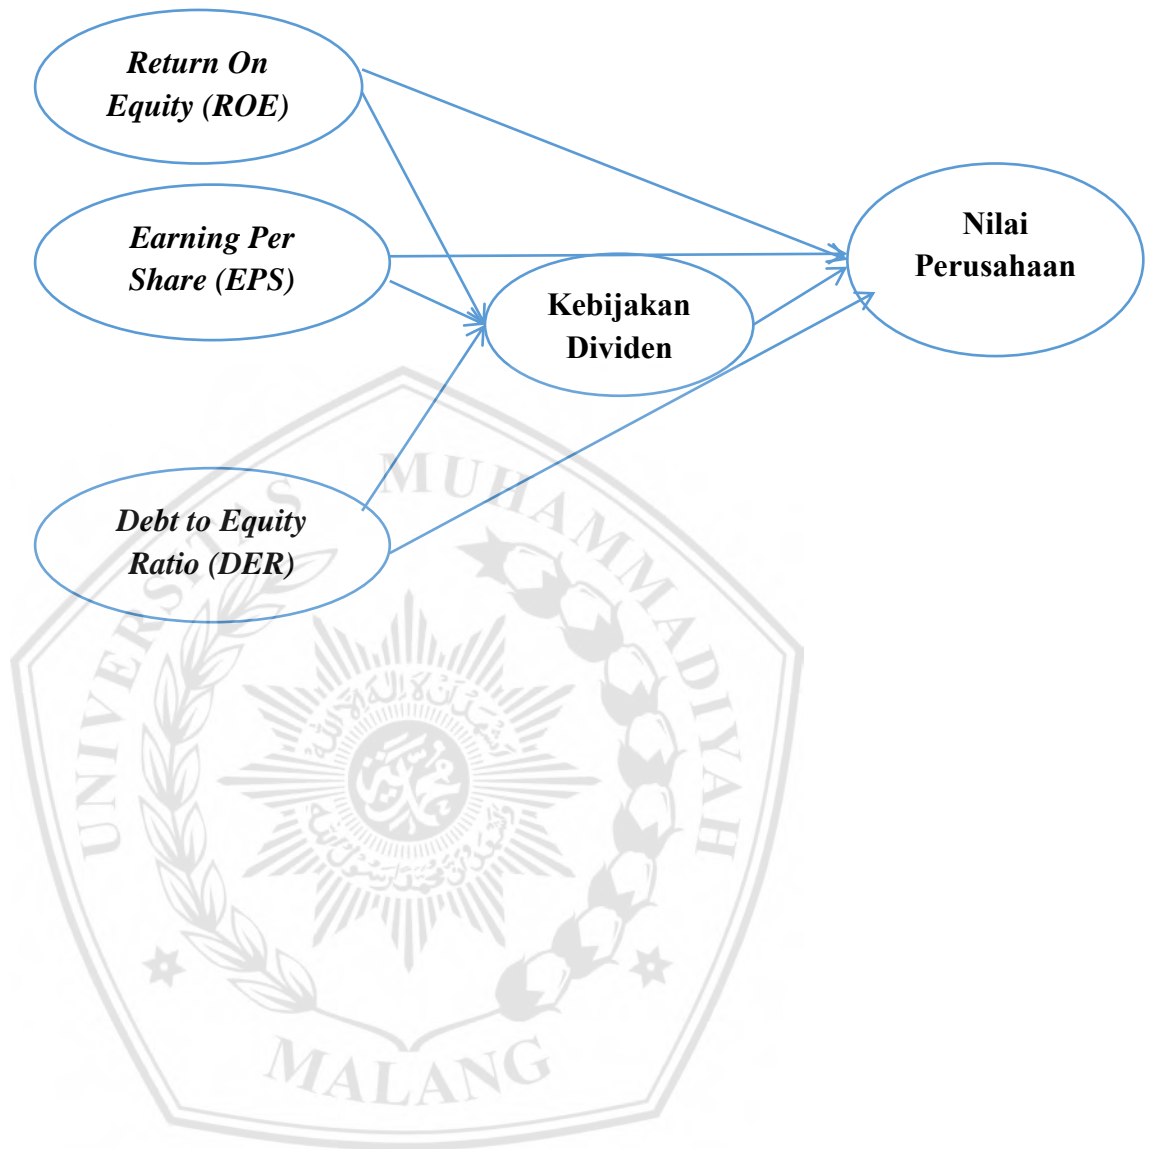 Return On
Equity (ROE)
Earning Per
Share (EPS)
Nilai
Perusahaan
Kebijakan
Dividen
Debt to Equity
Ratio (DER)
UNIVERSITAS MUHAMMADIYAH
MALANG